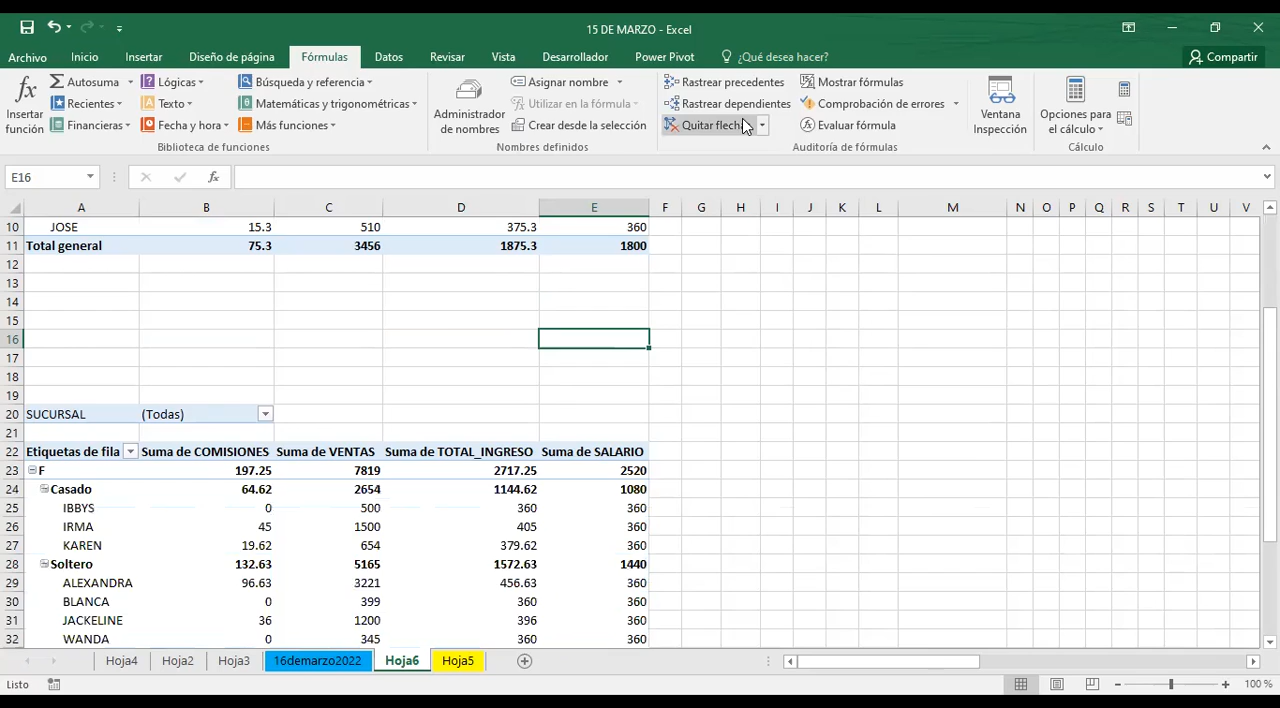 15 DE MARZO - Excel
Archivo Inicio Insertar Diseño de página Fórmulas Datos Revisar Vista Desarrollador Power Pivot ¿Qué desea hacer? Compartir
fx Insertar función
Autosuma Lógicas Búsqueda y referencia
Recientes Texto Matemáticas y trigonométricas
Financieras Fecha y hora Más funciones
Biblioteca de funciones
Administrador de nombres
Asignar nombre
Utilizar en la fórmula
Crear desde la selección
Nombres definidos
Rastrear precedentes Mostrar fórmulas
Rastrear dependientes Comprobación de errores
Quitar flech Evaluar fórmula
Auditoría de fórmulas
Ventana Inspección
Opciones para el cálculo
Cálculo
E16 fx
A B C D E F G H I J K L M N O P Q R S T U V
10 JOSE 15.3 510 375.3 360
11 Total general 75.3 3456 1875.3 1800
12
13
14
15
16
17
18
19
20 SUCURSAL (Todas)
21
22 Etiquetas de fila Suma de COMISIONES Suma de VENTAS Suma de TOTAL_INGRESO Suma de SALARIO
23 F 197.25 7819 2717.25 2520
24 Casado 64.62 2654 1144.62 1080
25 IBBYS 0 500 360 360
26 IRMA 45 1500 405 360
27 KAREN 19.62 654 379.62 360
28 Soltero 132.63 5165 1572.63 1440
29 ALEXANDRA 96.63 3221 456.63 360
30 BLANCA 0 399 360 360
31 JACKELINE 36 1200 396 360
32 WANDA 0 345 360 360
Hoja4 Hoja2 Hoja3 16demarzo2022 Hoja6 Hoja5
Listo 100 %